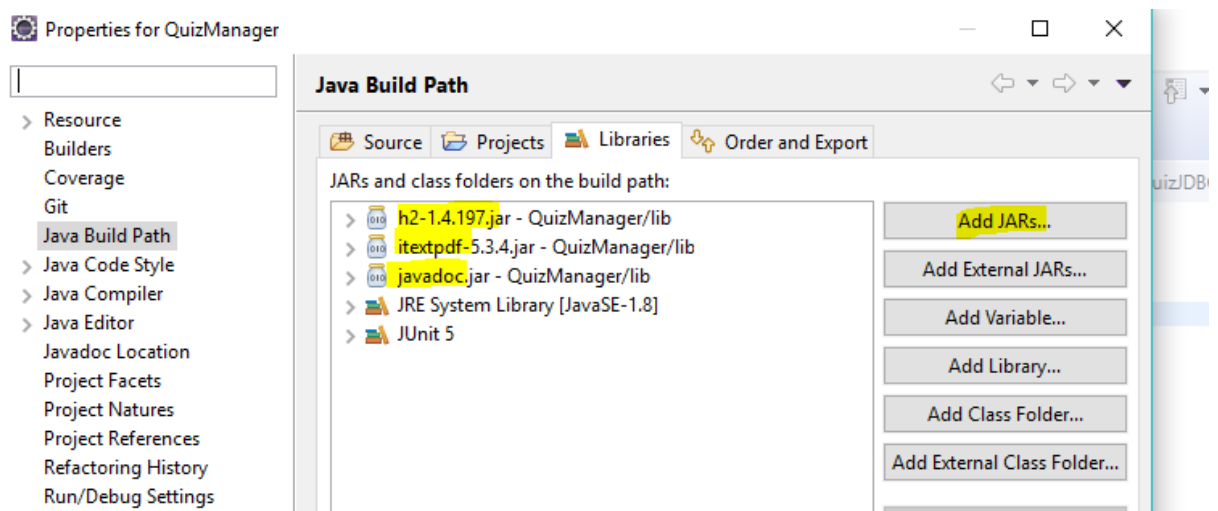 Properties for QuizManager
Resource
Builders
Coverage
Git
Java Build Path
Java Code Style
Java Compiler
Java Editor
Javadoc Location
Project Facets
Project Natures
Project References
Refactoring History
Run/Debug Settings
Java Build Path
Source Projects Libraries Order and Export
JARs and class folders on the build path:
h2-1.4.197.jar - QuizManager/lib
itextpdf-5.3.4.jar - QuizManager/lib
javadoc.jar - QuizManager/lib
JRE System Library [JavaSE-1.8]
JUnit 5
Add JARs...
Add External JARs...
Add Variable...
Add Library...
Add Class Folder...
Add External Class Folder...